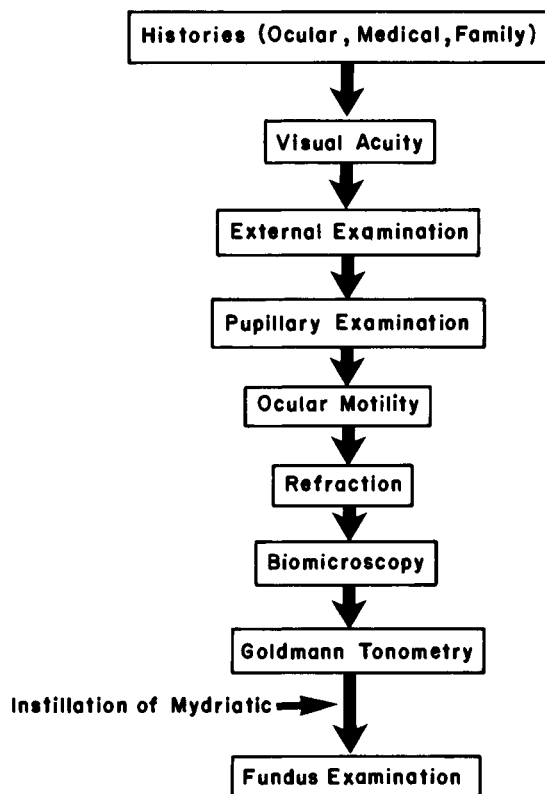 Histories (Ocular, Medical, Family)
Visual Acuity
External Examination
Pupillary Examination
Ocular Motility
Refraction
Biomicroscopy
Goldmann Tonometry
Instillation of Mydriatic
Fundus Examination